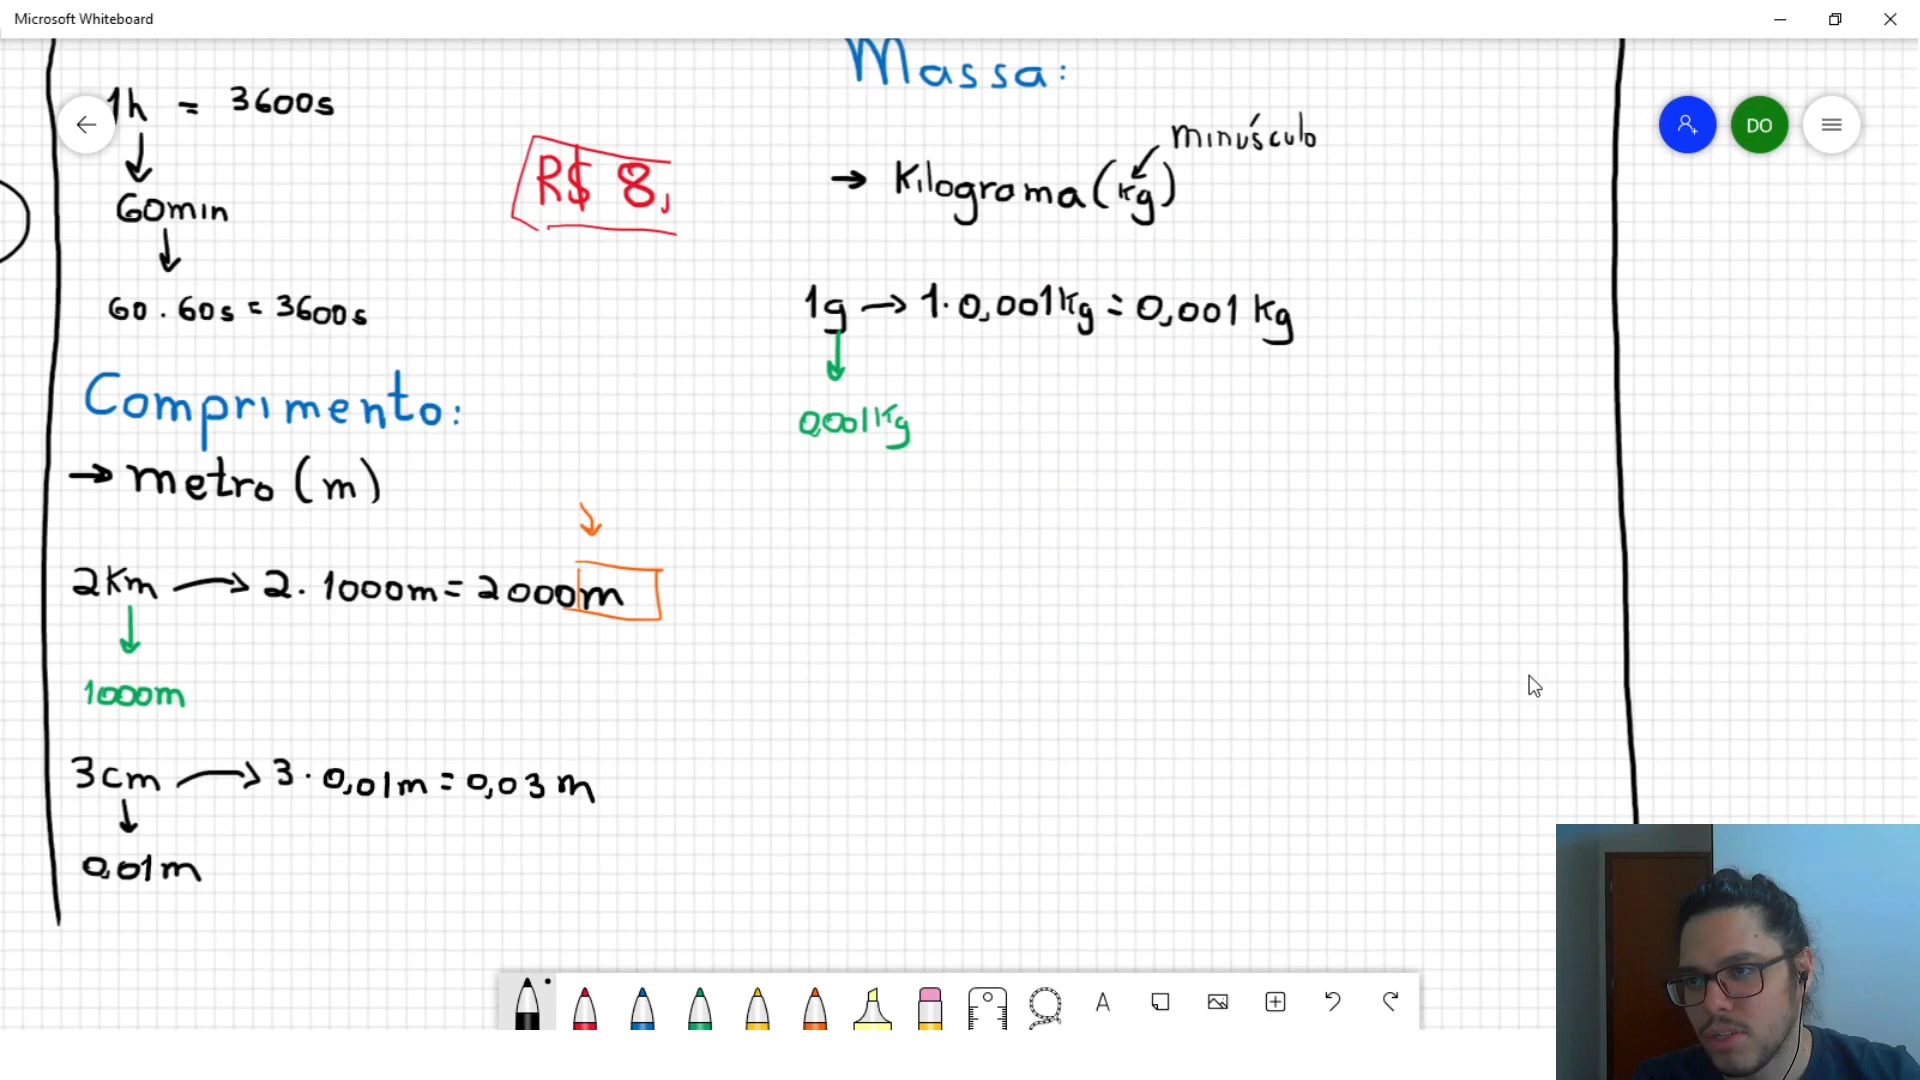 Microsoft Whiteboard
1h = 3600s
60min
60 . 60s = 3600s
R$ 8,
Comprimento:
→ metro (m)
2Km → 2. 1000m = 2000m
1000m
3cm → 3 . 0,01m = 0,03 m
0,01m
Massa:
minúsculo
→ Kilograma (kg)
1g → 1. 0,001kg = 0,001 kg
0,001Kg
DO
A